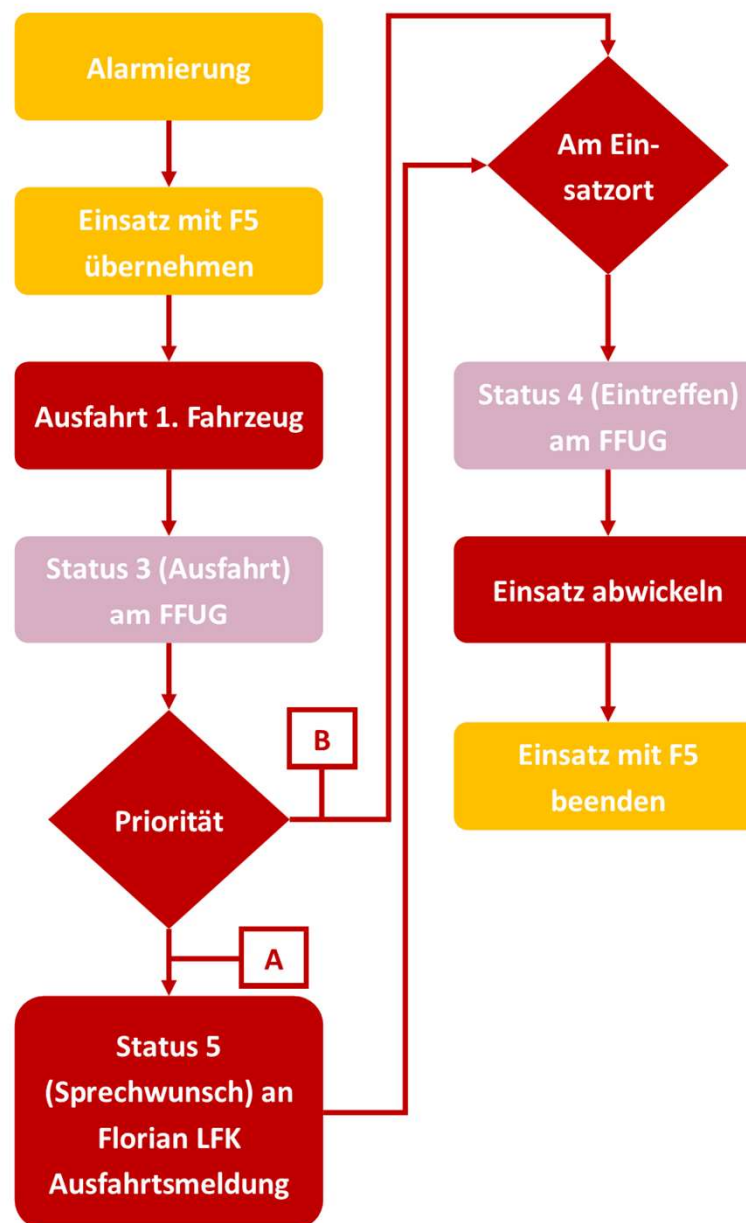 Alarmierung
Einsatz mit F5
übernehmen
Ausfahrt 1. Fahrzeug
Status 3 (Ausfahrt)
am FFUG
Priorität
B
A
Status 5
(Sprechwunsch) an
Florian LFK
Ausfahrtsmeldung
Am Ein-
satzort
Status 4 (Eintreffen)
am FFUG
Einsatz abwickeln
Einsatz mit F5
beenden